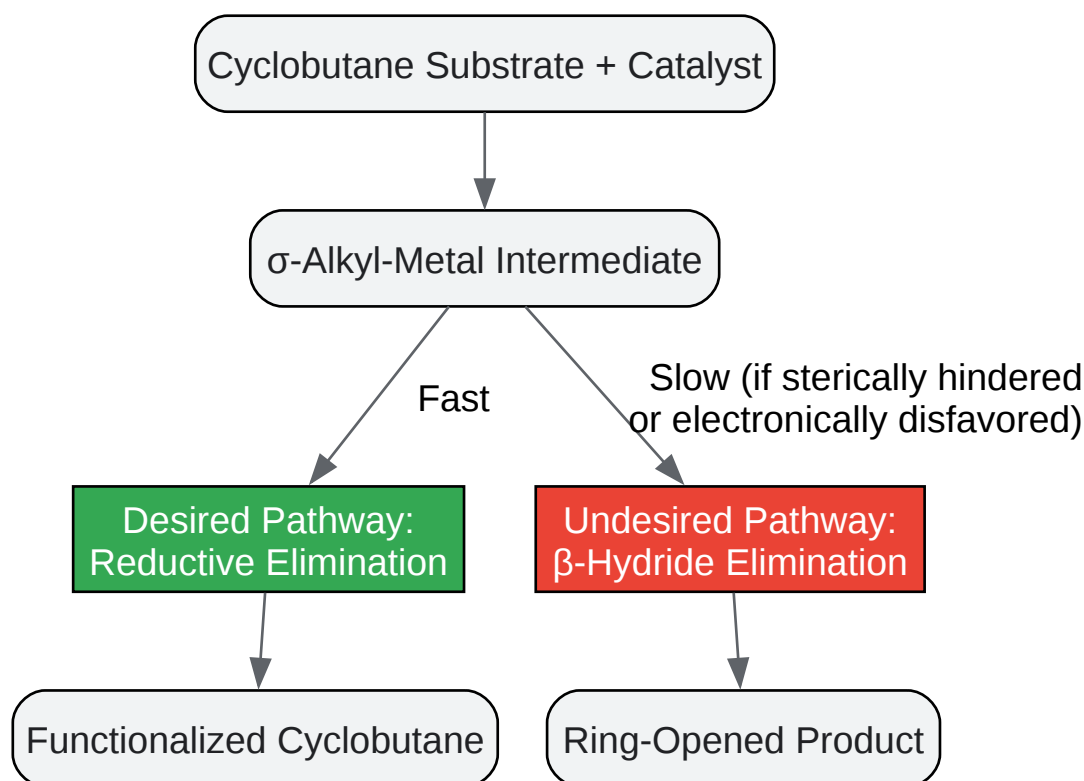 Cyclobutane Substrate + Catalyst
σ-Alkyl-Metal Intermediate
Fast
Slow (if sterically hindered
or electronically disfavored)
Desired Pathway:
Reductive Elimination
Undesired Pathway:
β-Hydride Elimination
Functionalized Cyclobutane
Ring-Opened Product